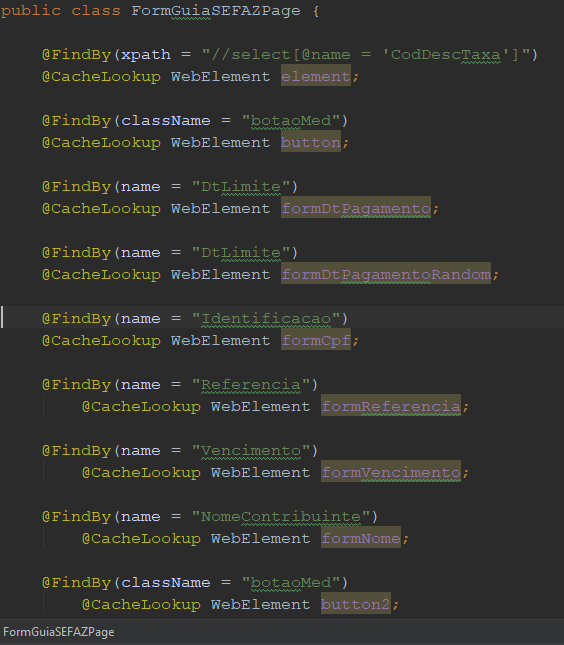 public class FormGuiaSEFAZPage {
@FindBy(xpath = "//select[@name = 'CodDescTaxa']")
@CacheLookup WebElement element;
@FindBy(className = "botaoMed")
@CacheLookup WebElement button;
@FindBy(name = "DtLimite")
@CacheLookup WebElement formDtPagamento;
@FindBy(name = "DtLimite")
@CacheLookup WebElement formDtPagamentoRandom;
@FindBy(name = "Identificacao")
@CacheLookup WebElement formCpf;
@FindBy(name = "Referencia")
@CacheLookup WebElement formReferencia;
@FindBy(name = "Vencimento")
@CacheLookup WebElement formVencimento;
@FindBy(name = "NomeContribuinte")
@CacheLookup WebElement formNome;
@FindBy(className = "botaoMed")
@CacheLookup WebElement button2;
FormGuiaSEFAZPage